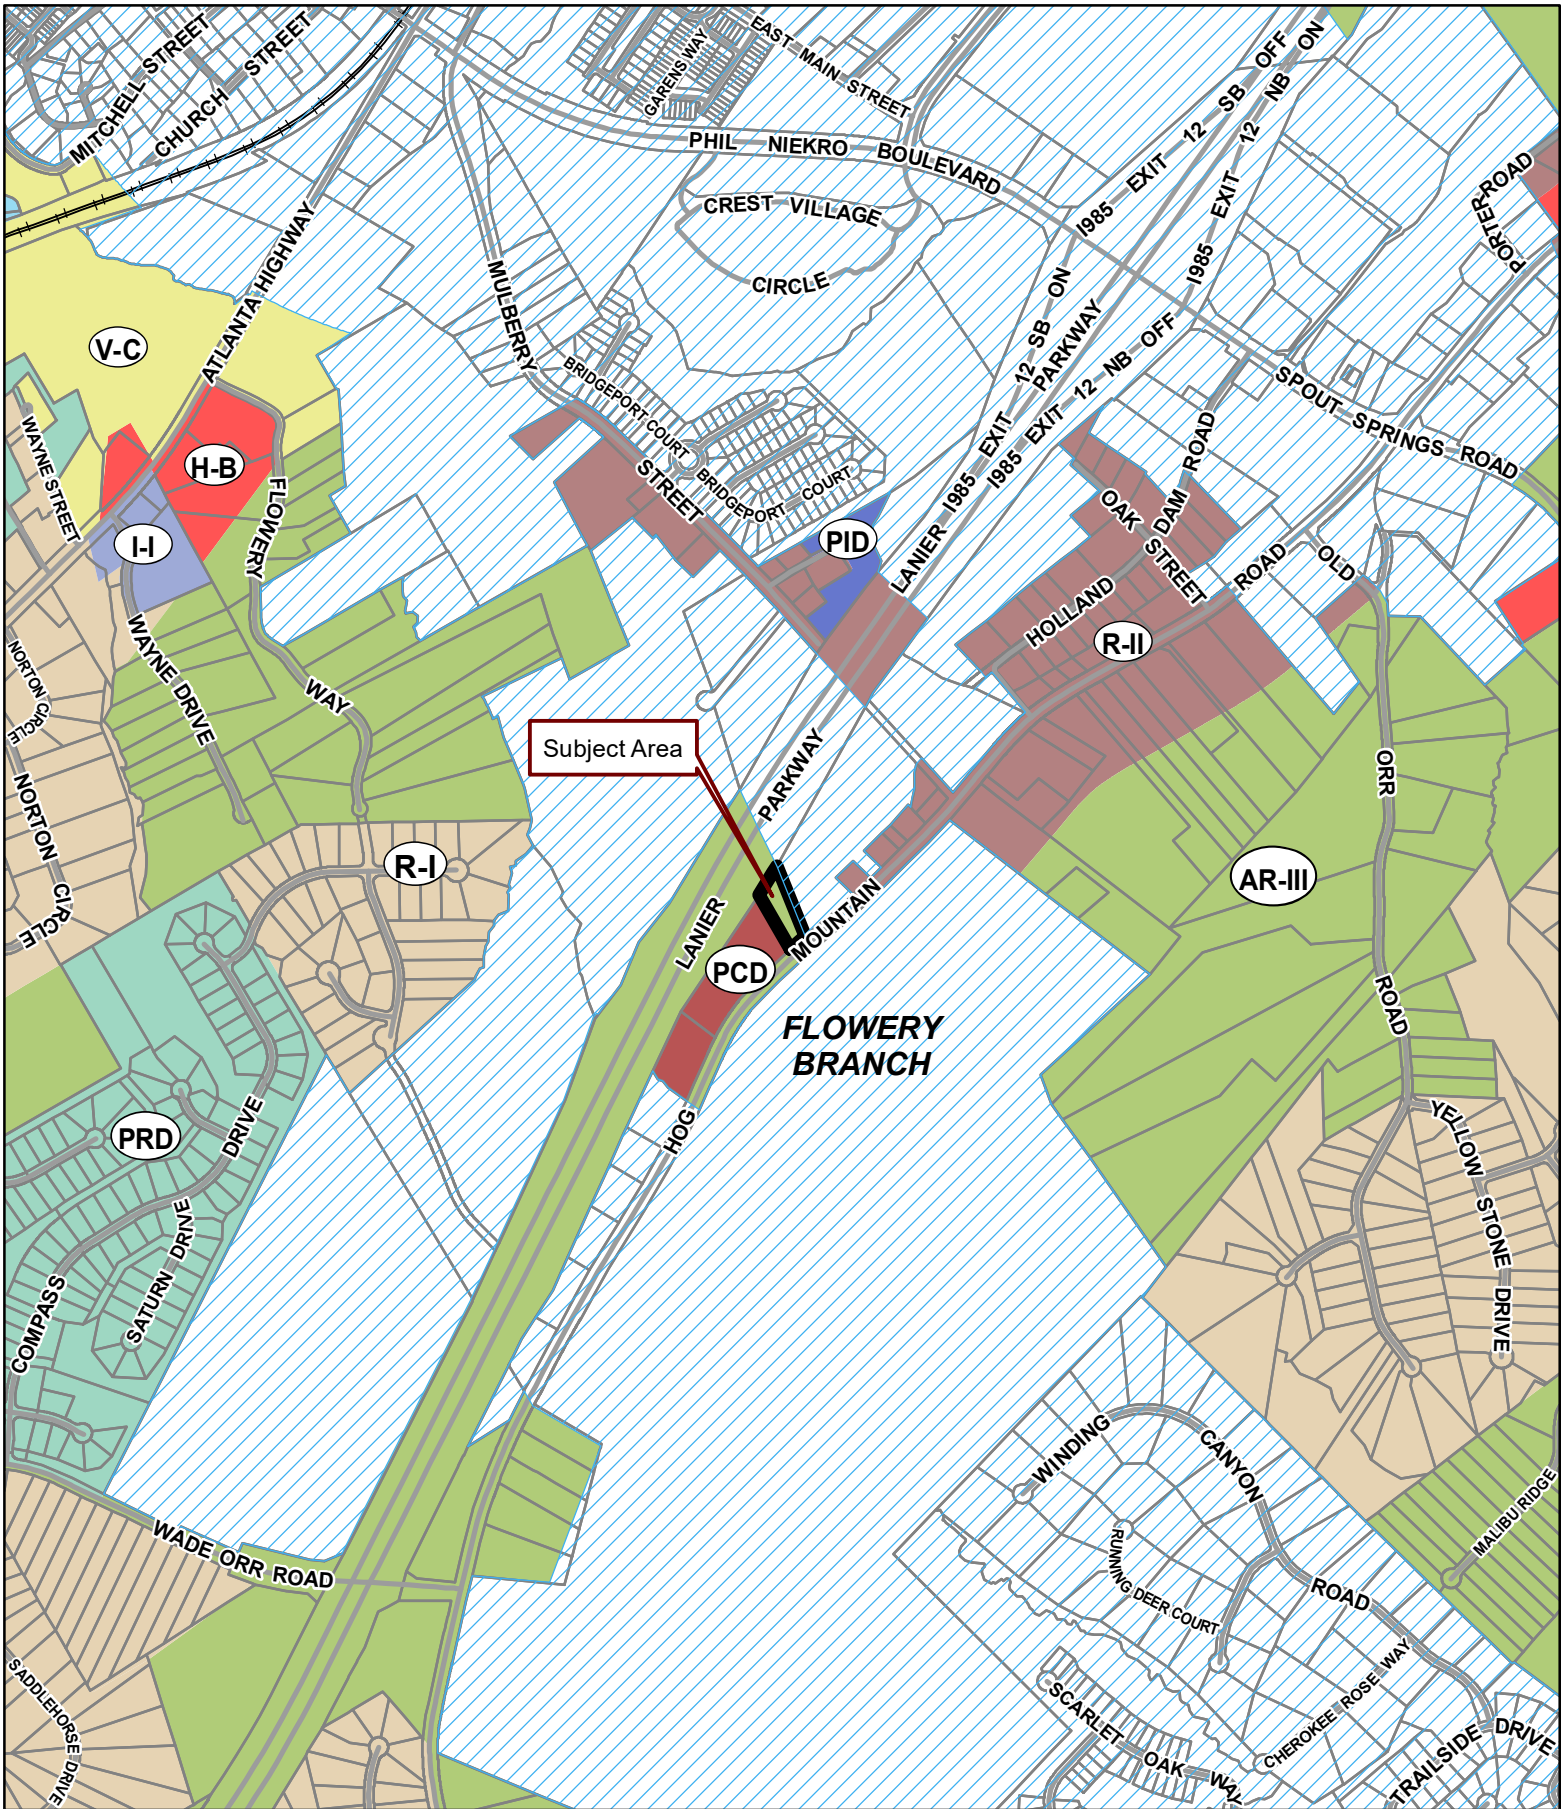 MITCHELL STREET
CHURCH STREET
GARENS WAY
EAST MAIN STREET
PHIL NIEKRO BOULEVARD
I985 EXIT 12 SB OFF
I985 EXIT 12 NB ON
PORTER ROAD
CREST VILLAGE
CIRCLE
ATLANTA HIGHWAY
MULBERRY
STREET
I985 EXIT 12 SB ON
LANIER PARKWAY
I985 EXIT 12 NB OFF
V-C
BRIDGEPORT COURT
BRIDGEPORT COURT
SPOUT SPRINGS ROAD
WAYNE STREET
H-B
I-I
FLOWERY
WAY
PID
OAK STREET
HOLLAND DAM ROAD
ROAD
OLD
R-II
WAYNE DRIVE
NORTON CIRCLE
NORTON CIRCLE
CIRCLE
Subject Area
PARKWAY
ORR
ROAD
R-I
AR-III
LANIER
MOUNTAIN
PCD
FLOWERY
BRANCH
HOG
PRD
DRIVE
COMPASS
SATURN DRIVE
YELLOW STONE DRIVE
WINDING
CANYON
ROAD
MALIBU RIDGE
WADE ORR ROAD
RUNNING DEER COURT
SADDLEHORSE DRIVE
SCARLET OAK WAY
CHEROKEE ROSE WAY
TRAILSIDE DRIVE